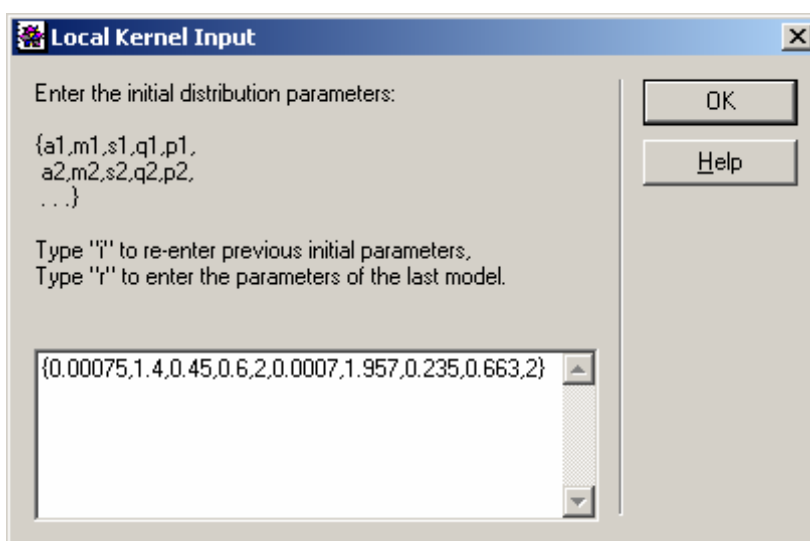 Local Kernel Input
Enter the initial distribution parameters:
OK
{a1,m1,s1,q1,p1,
a2,m2,s2,q2,p2,
. . .}
Help
Type "i" to re-enter previous initial parameters,
Type "r" to enter the parameters of the last model.
{0.00075,1.4,0.45,0.6,2,0.0007,1.957,0.235,0.663,2}